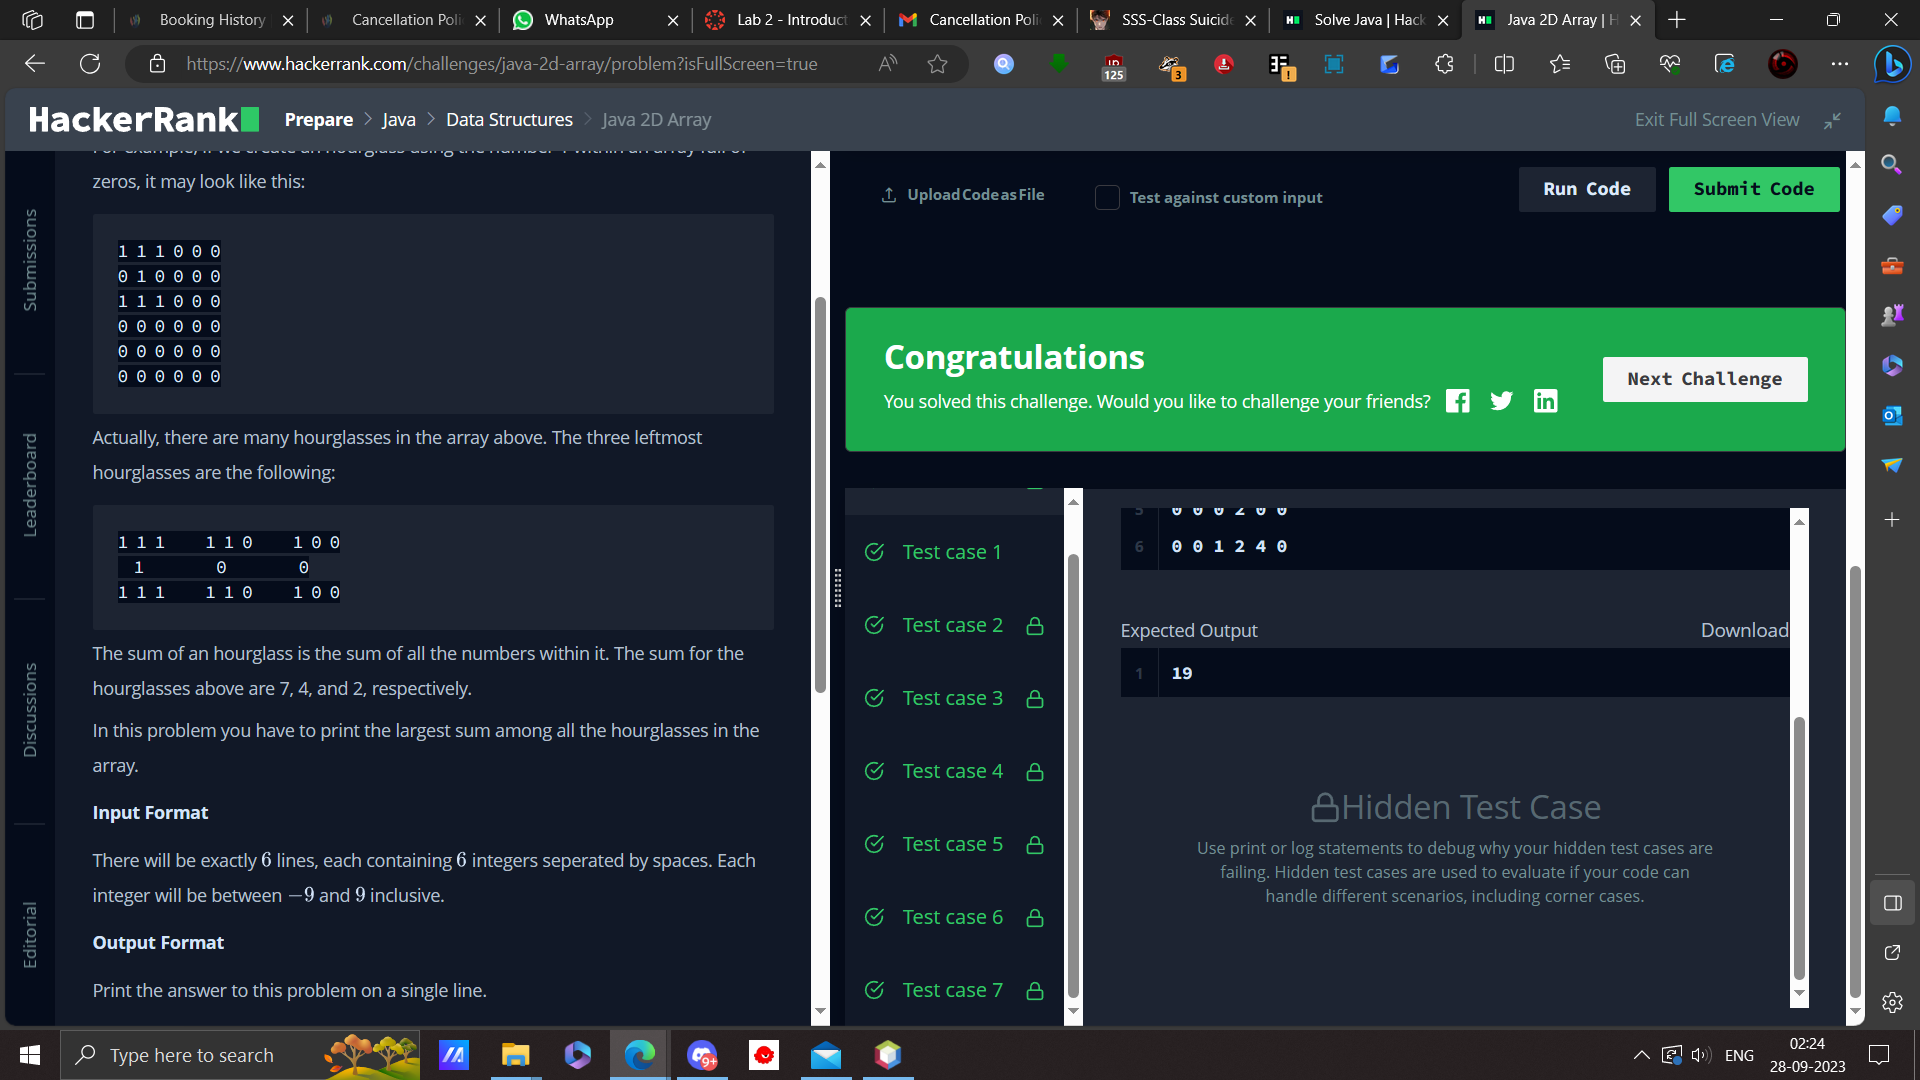 Booking History
Cancellation Poli
WhatsApp
Lab 2 - Introduct
Cancellation Poli
SSS-Class Suicid
Solve Java | Hack
Java 2D Array | H
https://www.hackerrank.com/challenges/java-2d-array/problem?isFullScreen=true
125
3
HackerRank
Prepare > Java > Data Structures > Java 2D Array
Exit Full Screen View
Submissions
Leaderboard
Discussions
Editorial
zeros, it may look like this:
1 1 1 0 0 0
0 1 0 0 0 0
1 1 1 0 0 0
0 0 0 0 0 0
0 0 0 0 0 0
0 0 0 0 0 0
Actually, there are many hourglasses in the array above. The three leftmost
hourglasses are the following:
1 1 1    1 1 0    1 0 0
1        0        0
1 1 1    1 1 0    1 0 0
The sum of an hourglass is the sum of all the numbers within it. The sum for the
hourglasses above are 7, 4, and 2, respectively.
In this problem you have to print the largest sum among all the hourglasses in the
array.
Input Format
There will be exactly 6 lines, each containing 6 integers seperated by spaces. Each
integer will be between −9 and 9 inclusive.
Output Format
Print the answer to this problem on a single line.
Upload Code as File
Test against custom input
Run Code
Submit Code
Congratulations
You solved this challenge. Would you like to challenge your friends?
Next Challenge
Test case 1
Test case 2
Test case 3
Test case 4
Test case 5
Test case 6
Test case 7
5 0 0 0 2 0 0
6 0 0 1 2 4 0
Expected Output
Download
1 19
Hidden Test Case
Use print or log statements to debug why your hidden test cases are
failing. Hidden test cases are used to evaluate if your code can
handle different scenarios, including corner cases.
Type here to search
9+
ENG
02:24
28-09-2023